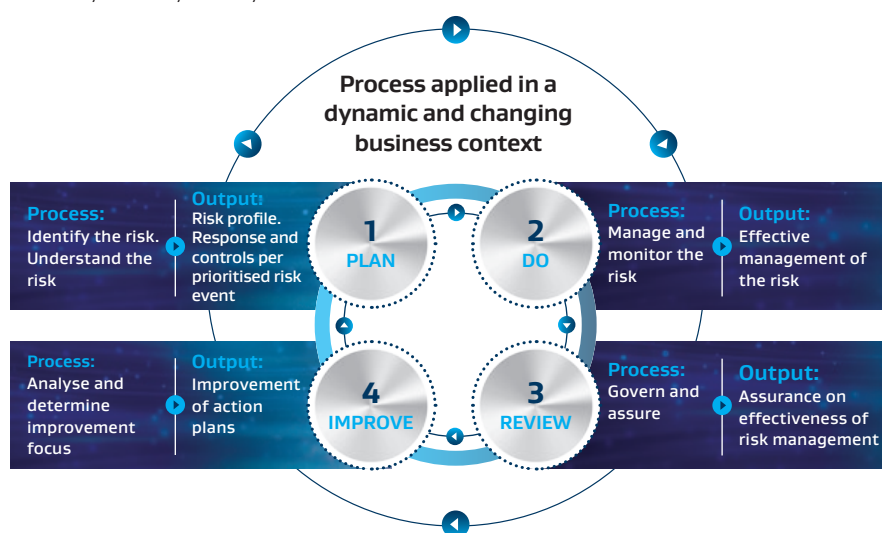 Process applied in a
dynamic and changing
business context
Process:
Identify the risk.
Understand the
risk
Output:
Risk profile.
Response and
controls per
prioritised risk
event
1
PLAN
2
DO
Process:
Manage and
monitor the
risk
Output:
Effective
management of
the risk
Process:
Analyse and
determine
improvement
focus
Output:
Improvement
of action
plans
4
IMPROVE
3
REVIEW
Process:
Govern and
assure
Output:
Assurance on
effectiveness of
risk management